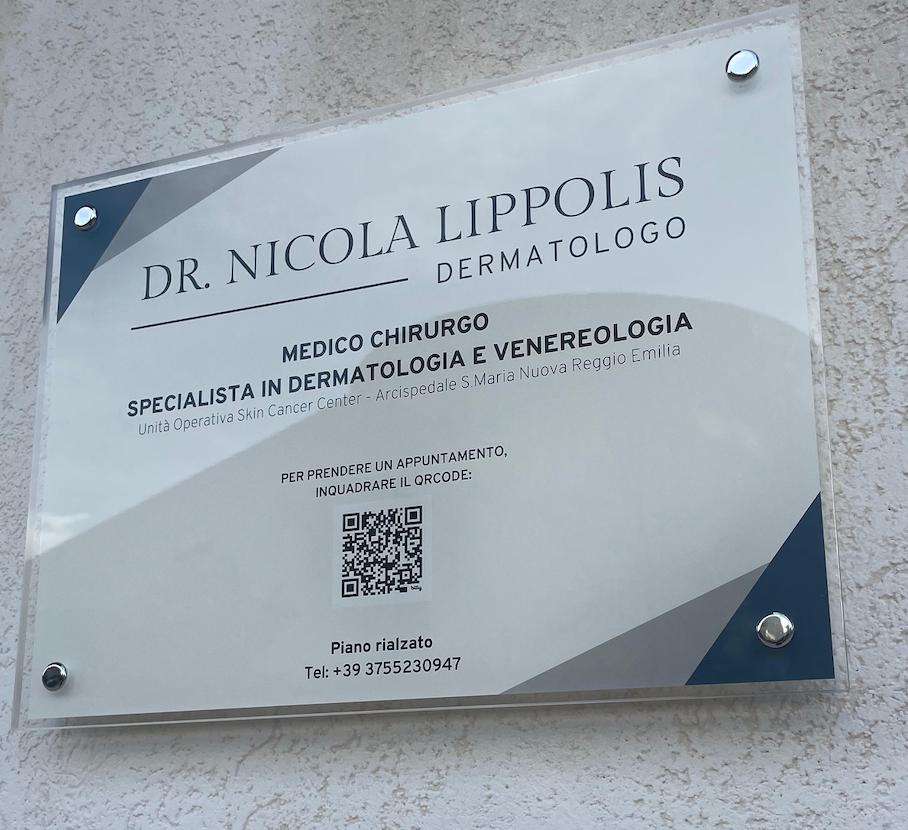 DR. NICOLA LIPPOLIS
DERMATOLOGO
MEDICO CHIRURGO
SPECIALISTA IN DERMATOLOGIA E VENEREOLOGIA
Unità Operativa Skin Cancer Center - Arcispedale S.Maria Nuova Reggio Emilia
PER PRENDERE UN APPUNTAMENTO,
INQUADRARE IL QRCODE:
Piano rialzato
Tel: +39 3755230947